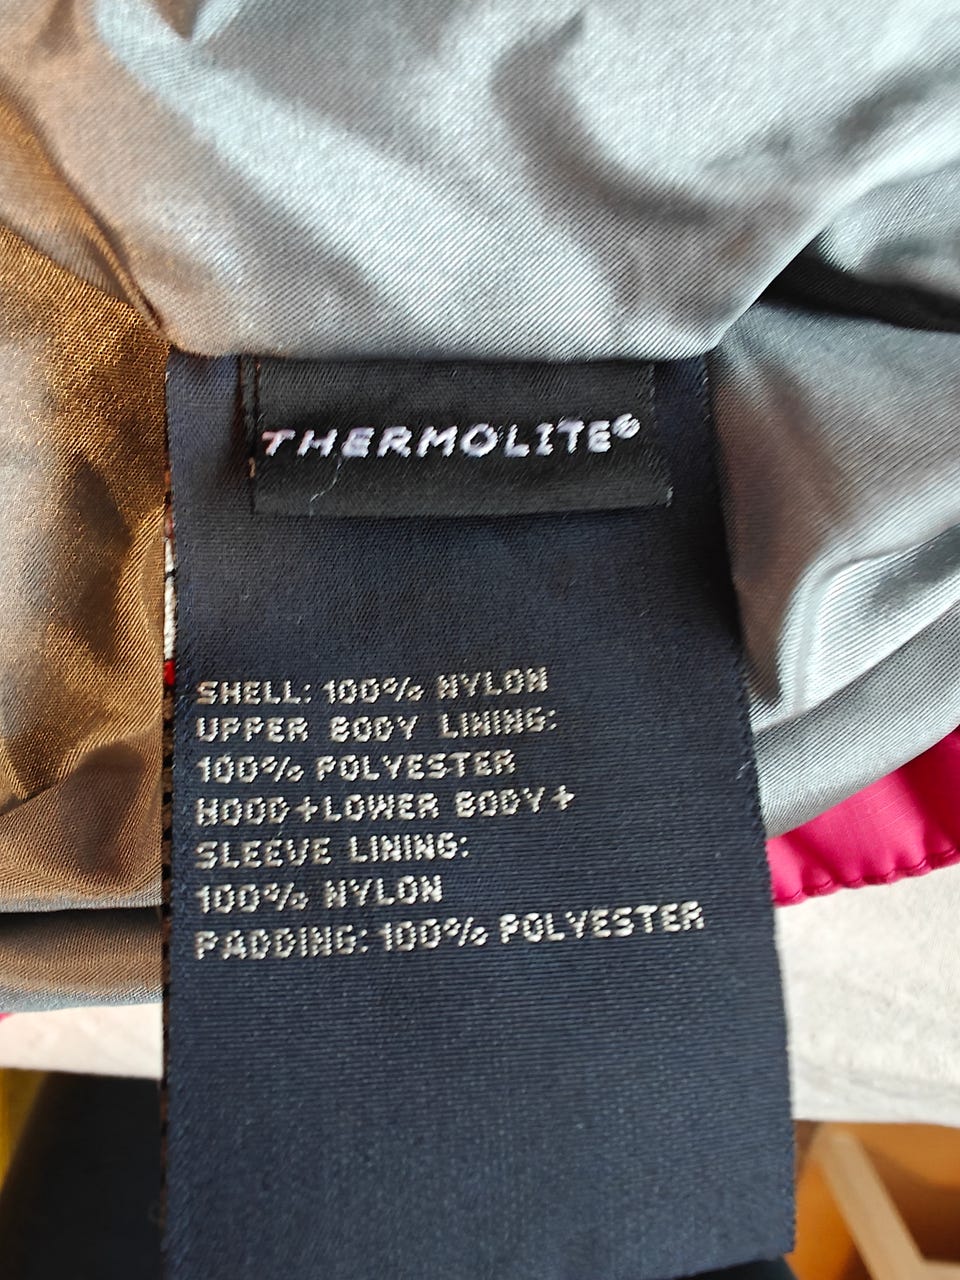 THERMOLITE®
SHELL: 100% NYLON
UPPER BODY LINING:
100% POLYESTER
HOOD+LOWER BODY+
SLEEVE LINING:
100% NYLON
PADDING: 100% POLYESTER